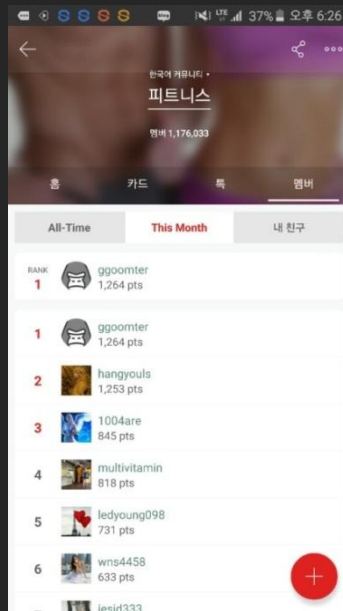 LTE 37% 오후 6:26
한국어 커뮤니티
피트니스
멤버 1,176,033
홈 카드 톡 멤버
All-Time This Month 내 친구
RANK
1
ggoomter
1,264 pts
1
ggoomter
1,264 pts
2
hangyouls
1,253 pts
3
1004are
845 pts
4
multivitamin
818 pts
5
ledyoung098
731 pts
6
wns4458
633 pts
jesid333